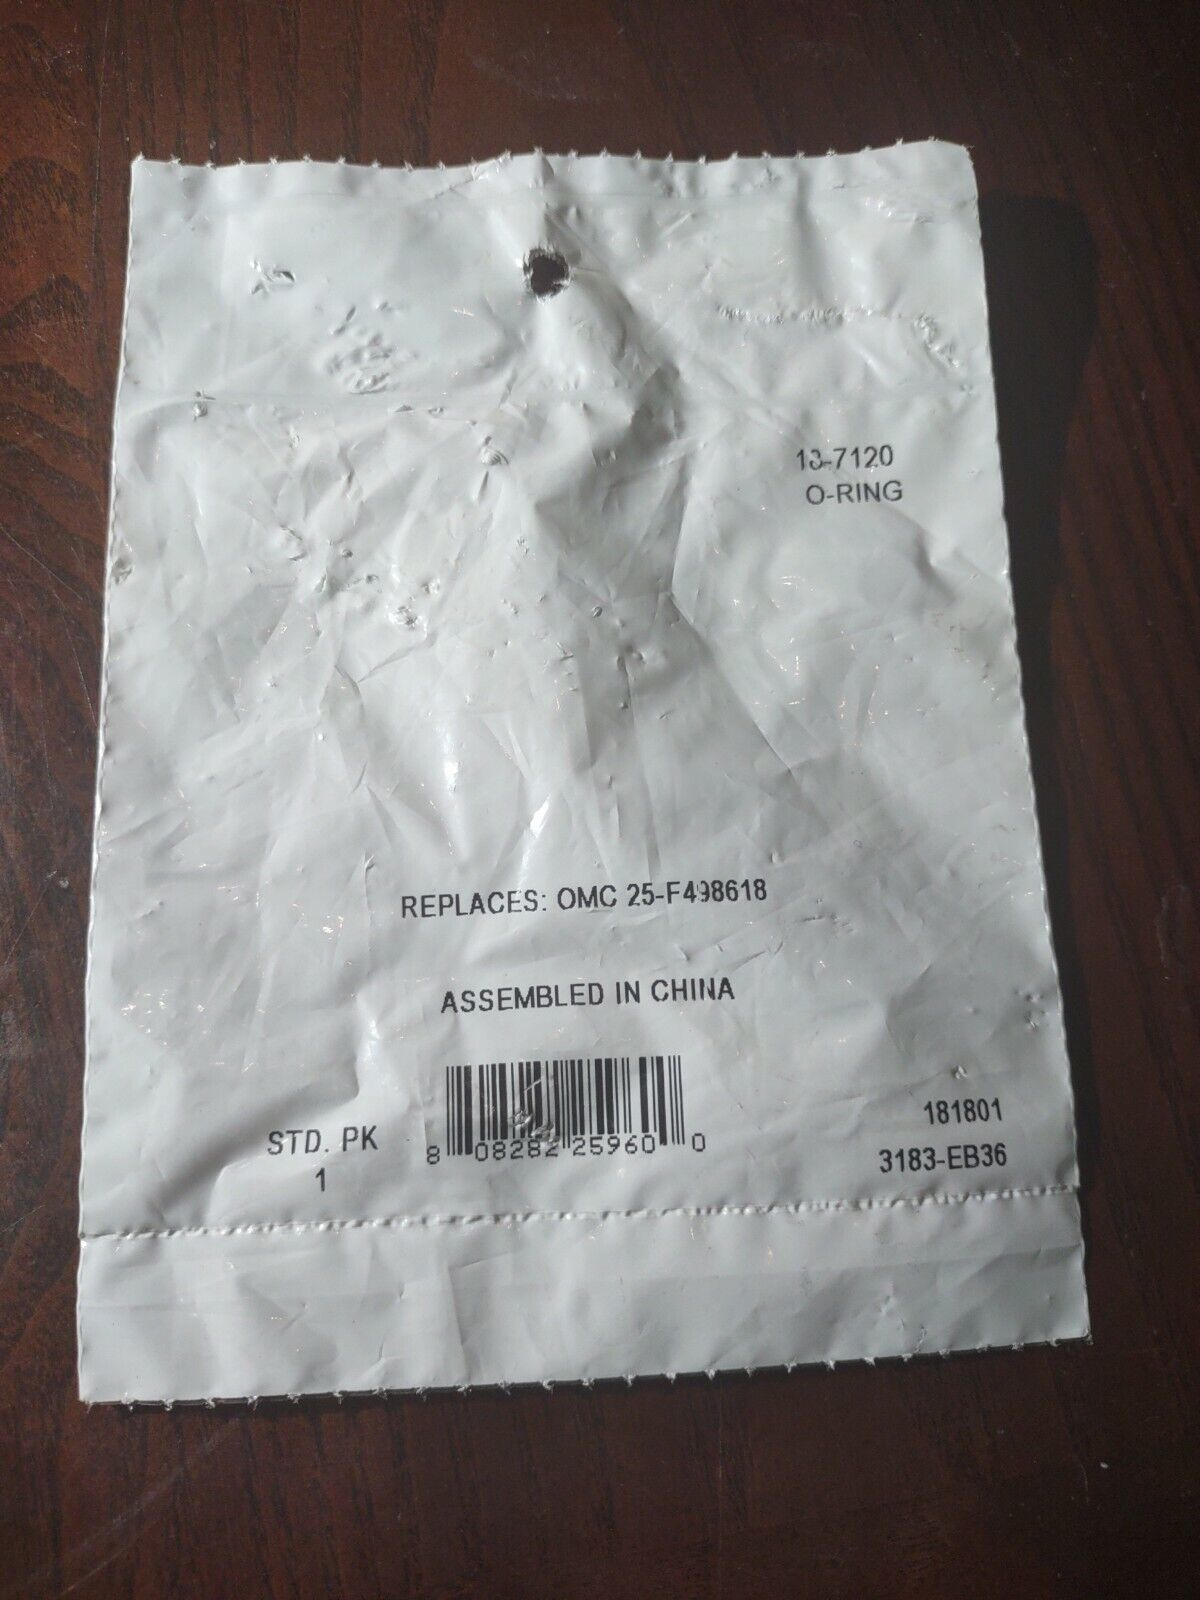 18-7120
O-RING
REPLACES: OMC 25-F498618
ASSEMBLED IN CHINA
STD. PK
1
8 08282 25960 0
181801
3183-EB36